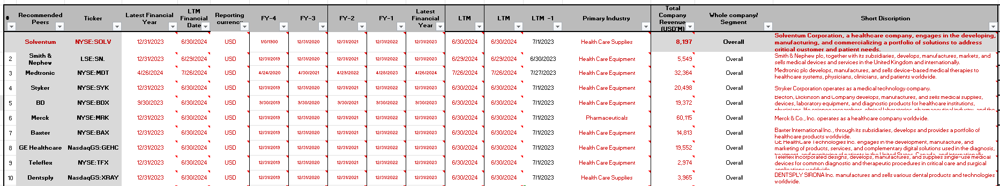 # Recommended Peers Ticker Latest Financial Year LTM Financial Date Reporting currency FY-4 FY-3 FY-2 FY-1 Latest Financial Year LTM LTM LTM -1 Primary Industry Total Company Revenue (USD'M) Whole company/ Segment Short Discription
Solventum NYSE:SOLV 12/31/2023 6/30/2024 USD 1/0/1900 12/31/2020 12/31/2021 12/31/2022 12/31/2023 6/30/2024 6/30/2024 7/1/2023 Health Care Supplies 8,197 Overall Solventum Corporation, a healthcare company, engages in the developing, manufacturing, and commercializing a portfolio of solutions to address critical customer and patient needs.
2 Smith & Nephew LSE:SN. 12/31/2023 6/29/2024 USD 12/31/2019 12/31/2020 12/31/2021 12/31/2022 12/31/2023 6/29/2024 6/29/2024 6/30/2023 Health Care Equipment 5,549 Overall Smith & Nephew plc, together with its subsidiaries, develops, manufactures, markets, and sells medical devices and services in the United Kingdom and internationally.
3 Medtronic NYSE:MDT 4/26/2024 7/26/2024 USD 4/24/2020 4/30/2021 4/29/2022 4/28/2023 4/26/2024 7/26/2024 7/26/2024 7/27/2023 Health Care Equipment 32,364 Overall Medtronic plc develops, manufactures, and sells device-based medical therapies to healthcare systems, physicians, clinicians, and patients worldwide.
4 Styker NYSE:SYK 12/31/2023 6/30/2024 USD 12/31/2019 12/31/2020 12/31/2021 12/31/2022 12/31/2023 6/30/2024 6/30/2024 7/1/2023 Health Care Equipment 20,498 Overall Stryker Corporation operates as a medical technology company.
5 BD NYSE:BDX 9/30/2023 6/30/2024 USD 9/30/2019 9/30/2020 9/30/2021 9/30/2022 9/30/2023 6/30/2024 6/30/2024 7/1/2023 Health Care Equipment 19,372 Overall Becton, Dickinson and Company develops, manufactures, and sells medical supplies, devices, laboratory equipment, and diagnostic products for healthcare institutions, physicians, life science researchers, clinical laboratories, pharmaceutical industry, and the
6 Merck NYSE:MRK 12/31/2023 6/30/2024 USD 12/31/2019 12/31/2020 12/31/2021 12/31/2022 12/31/2023 6/30/2024 6/30/2024 7/1/2023 Pharmaceuticals 60,115 Overall Merck & Co., Inc. operates as a healthcare company worldwide.
7 Baxter NYSE:BAX 12/31/2023 6/30/2024 USD 12/31/2019 12/31/2020 12/31/2021 12/31/2022 12/31/2023 6/30/2024 6/30/2024 7/1/2023 Health Care Equipment 14,813 Overall Baxter International Inc., through its subsidiaries, develops and provides a portfolio of healthcare products worldwide.
8 GE Healthcare NasdaqGS:GEHC 12/31/2023 6/30/2024 USD 12/31/2019 12/31/2020 12/31/2021 12/31/2022 12/31/2023 6/30/2024 6/30/2024 7/1/2023 Health Care Equipment 19,552 Overall GE HealthCare Technologies Inc. engages in the development, manufacture, and marketing of products, services, and complementary digital solutions used in the diagnosis, treatment, and monitoring of patients in the United States, Canada, and internationally.
9 Teleflex NYSE:TFX 12/31/2023 6/30/2024 USD 12/31/2019 12/31/2020 12/31/2021 12/31/2022 12/31/2023 6/30/2024 6/30/2024 7/1/2023 Health Care Equipment 2,974 Overall Teleflex Incorporated designs, develops, manufactures, and supplies single-use medical devices for common diagnostic and therapeutic procedures in critical care and surgical applications worldwide.
10 Dentsply NasdaqGS:XRAY 12/31/2023 6/30/2024 USD 12/31/2019 12/31/2020 12/31/2021 12/31/2022 12/31/2023 6/30/2024 6/30/2024 7/1/2023 Health Care Supplies 3,965 Overall DENTSPLY SIRONA Inc. manufactures and sells various dental products and technologies worldwide.